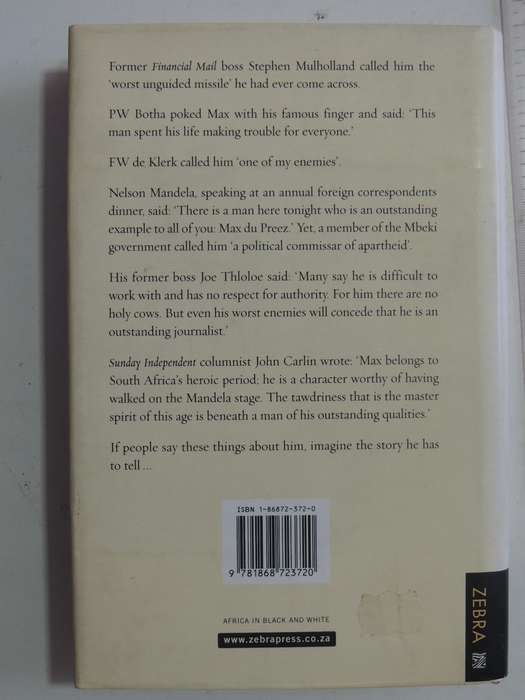 Former Financial Mail boss Stephen Mulholland called him the
‘worst unguided missile’ he had ever come across.
PW Botha poked Max with his famous finger and said: ‘This
man spent his life making trouble for everyone.’
FW de Klerk called him ‘one of my enemies’.
Nelson Mandela, speaking at an annual foreign correspondents
dinner, said: ‘There is a man here tonight who is an outstanding
example to all of you: Max du Preez.’ Yet, a member of the Mbeki
government called him ‘a political commissar of apartheid’.
His former boss Joe Thloloe said: ‘Many say he is difficult to
work with and has no respect for authority. For him there are no
holy cows. But even his worst enemies will concede that he is an
outstanding journalist.’
Sunday Independent columnist John Carlin wrote: ‘Max belongs to
South Africa’s heroic period; he is a character worthy of having
walked on the Mandela stage. The tawdriness that is the master
spirit of this age is beneath a man of his outstanding qualities.’
If people say these things about him, imagine the story he has
to tell ...
ISBN 1-86872-372-0
9 781868 723720
AFRICA IN BLACK AND WHITE
www.zebrapress.co.za
ZEBRA